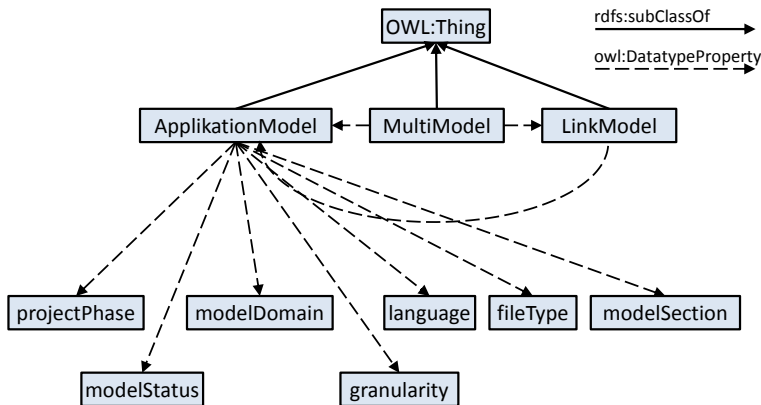 OWL:Thing
rdfs:subClassOf
owl:DatatypeProperty
ApplikationModel
MultiModel
LinkModel
projectPhase
modelDomain
language
fileType
modelSection
modelStatus
granularity